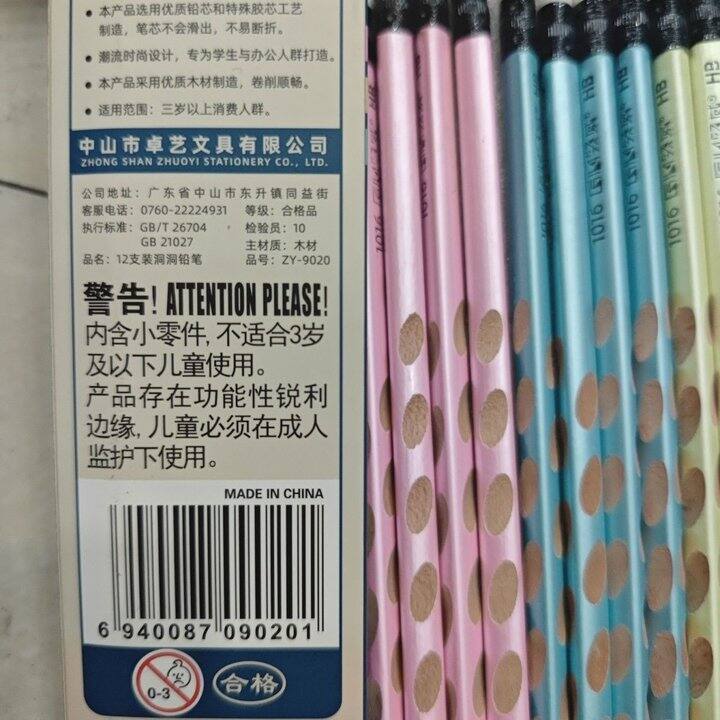 本产品选用优质铅芯和特殊胶芯工艺
制造，笔芯不会滑出，不易断折。
潮流时尚设计，专为学生与办公人群打造。
本产品采用优质木材制造，卷削顺畅。
适用范围：三岁以上消费人群。
中山市卓艺文具有限公司
ZHONG SHAN ZHUOYI STATIONERY CO., LTD.
公司地址：广东省中山市东升镇同益街
客服电话：0760-22224931 等级：合格品
执行标准：GB/T 26704 检验员：10
GB 21027 主材质：木材
品名：12支装洞洞铅笔 品号：ZY-9020
警告! ATTENTION PLEASE!
内含小零件, 不适合3岁
及以下儿童使用。
产品存在功能性锐利
边缘, 儿童必须在成人
监护下使用。
MADE IN CHINA
6 940087 090201
0-3
合格
HB
1016
1016
1016
HB
1016
1016
HB
1016